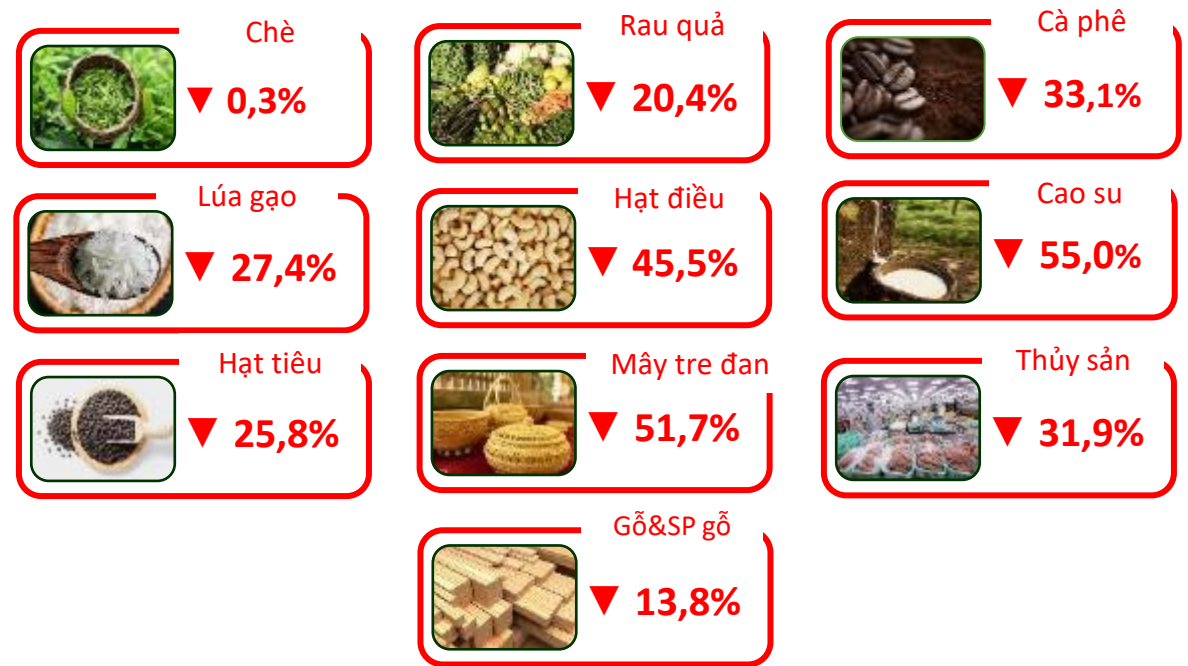 Chè
▼ 0,3%
Rau quả
▼ 20,4%
Cà phê
▼ 33,1%
Lúa gạo
▼ 27,4%
Hạt điều
▼ 45,5%
Cao su
▼ 55,0%
Hạt tiêu
▼ 25,8%
Mây tre đan
▼ 51,7%
Thủy sản
▼ 31,9%
Gỗ&SP gỗ
▼ 13,8%